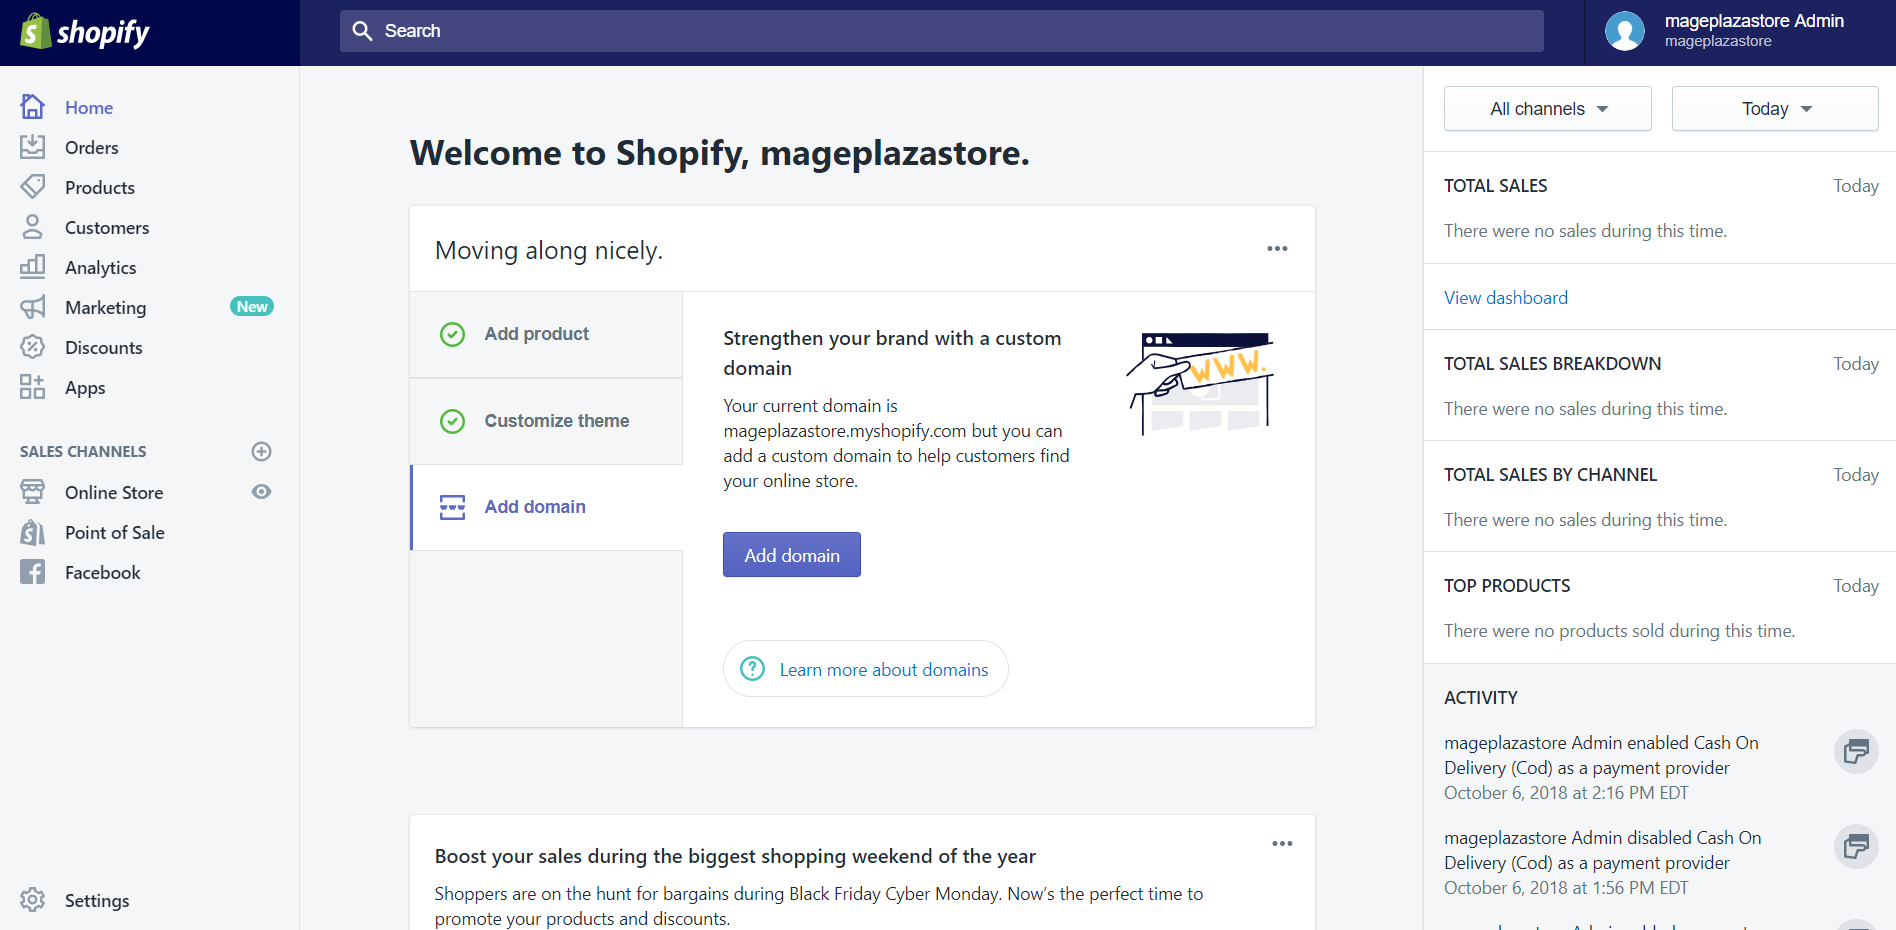 shopify
Search
mageplazastore Admin
mageplazastore
Home
Orders
Products
Customers
Analytics
Marketing New
Discounts
Apps
SALES CHANNELS
Online Store
Point of Sale
Facebook
Settings
Welcome to Shopify, mageplazastore.
Moving along nicely.
Add product
Customize theme
Add domain
Strengthen your brand with a custom
domain
Your current domain is
mageplazastore.myshopify.com but you can
add a custom domain to help customers find
your online store.
www.
Add domain
Learn more about domains
Boost your sales during the biggest shopping weekend of the year
Shoppers are on the hunt for bargains during Black Friday Cyber Monday. Now's the perfect time to
promote your products and discounts.
All channels
Today
TOTAL SALES Today
There were no sales during this time.
View dashboard
TOTAL SALES BREAKDOWN Today
There were no sales during this time.
TOTAL SALES BY CHANNEL Today
There were no sales during this time.
TOP PRODUCTS Today
There were no products sold during this time.
ACTIVITY
mageplazastore Admin enabled Cash On
Delivery (Cod) as a payment provider
October 6, 2018 at 2:16 PM EDT
mageplazastore Admin disabled Cash On
Delivery (Cod) as a payment provider
October 6, 2018 at 1:56 PM EDT